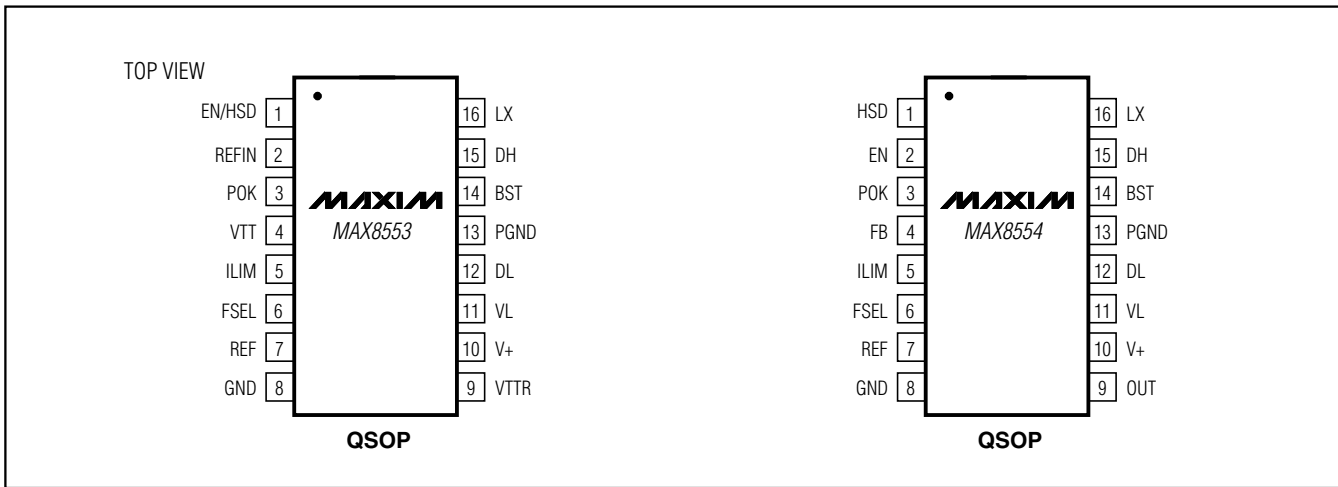 TOP VIEW
EN/HSD 1
REFIN 2
POK 3
VTT 4
ILIM 5
FSEL 6
REF 7
GND 8
MAXIM
MAX8553
16 LX
15 DH
14 BST
13 PGND
12 DL
11 VL
10 V+
9 VTTR
QSOP
HSD 1
EN 2
POK 3
FB 4
ILIM 5
FSEL 6
REF 7
GND 8
MAXIM
MAX8554
16 LX
15 DH
14 BST
13 PGND
12 DL
11 VL
10 V+
9 OUT
QSOP